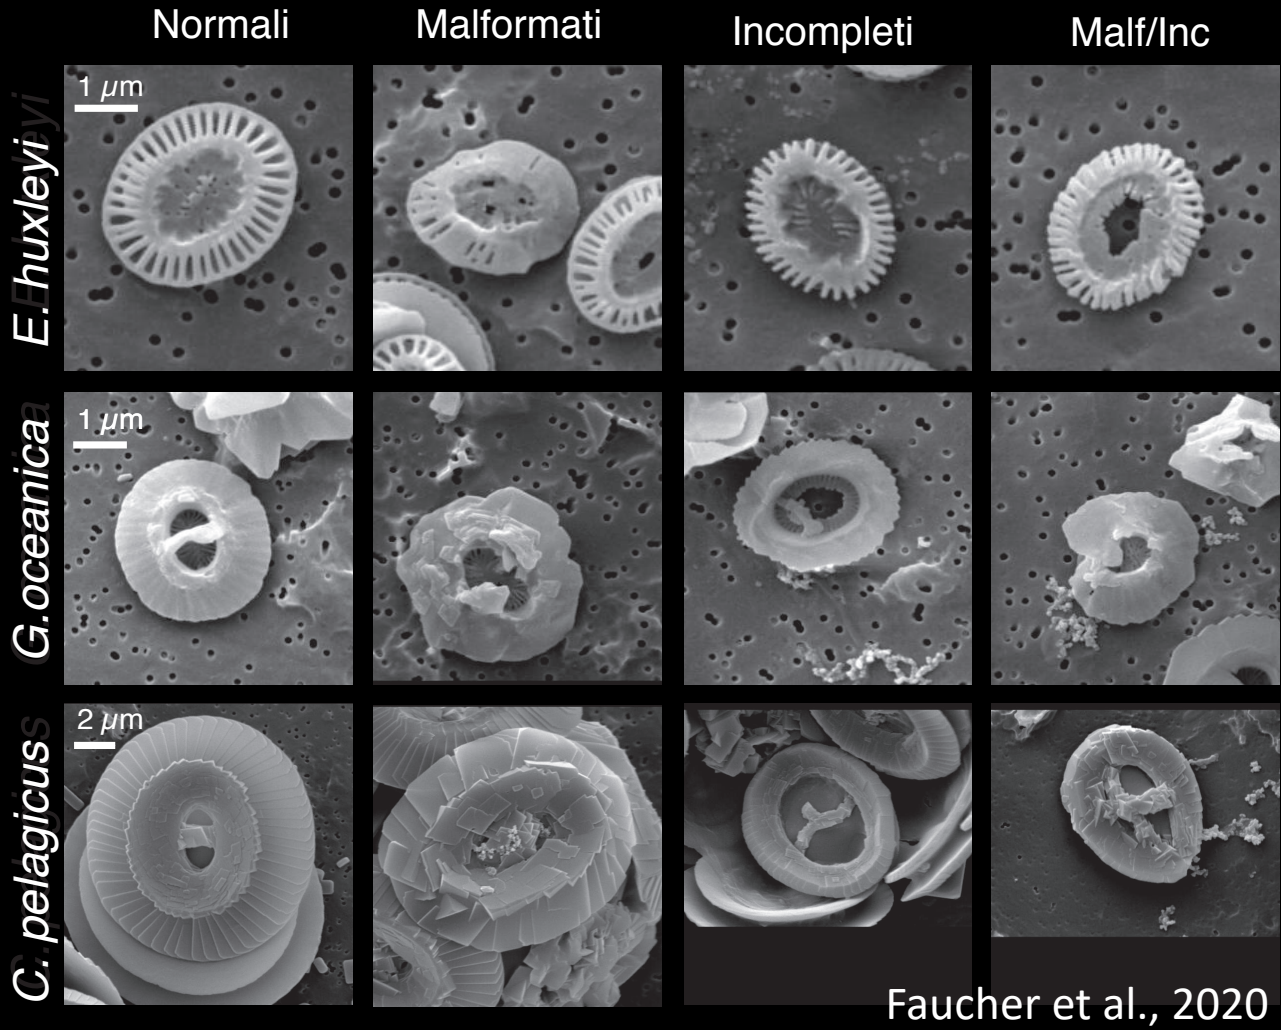 Normali Malformati Incompleti Malf/Inc
E.huxleyi
1 µm
G.oceanica
1 µm
C. pelagicus
2 µm
Faucher et al., 2020